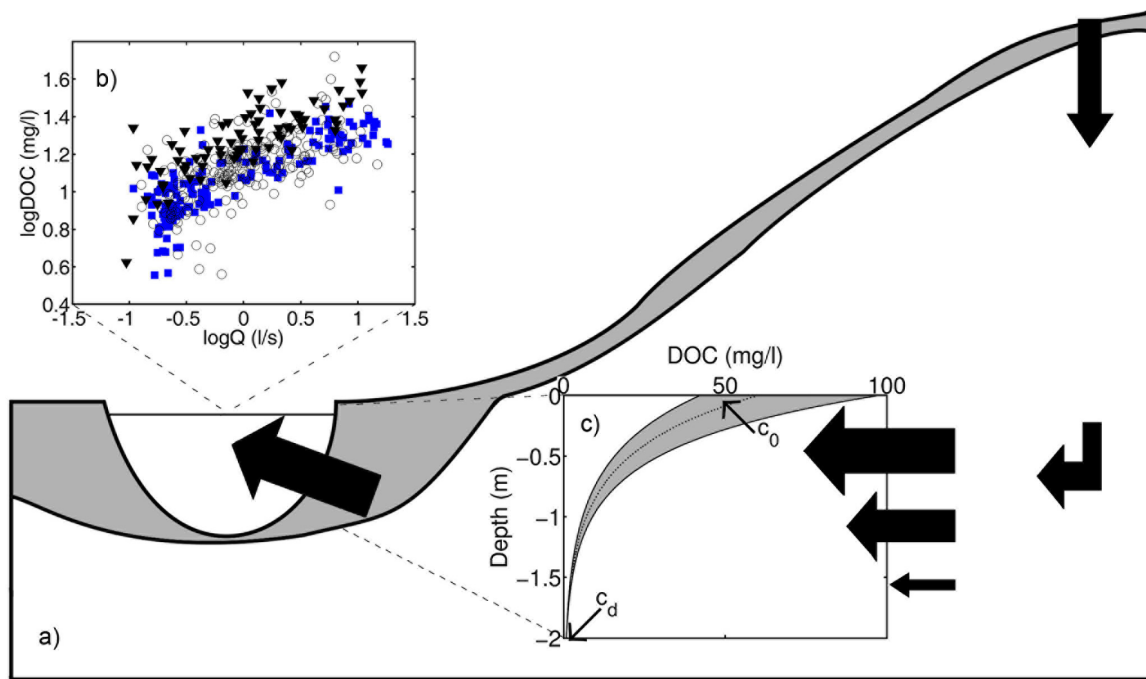 b)
logDOC (mg/l)
1.6
1.4
1.2
1
0.8
0.6
0.4
-1.5 -1 -0.5 0 0.5 1 1.5
logQ (l/s)
DOC (mg/l)
0 50 100
c)
c0
0
-0.5
-1
-1.5
-2
Depth (m)
cd
a)